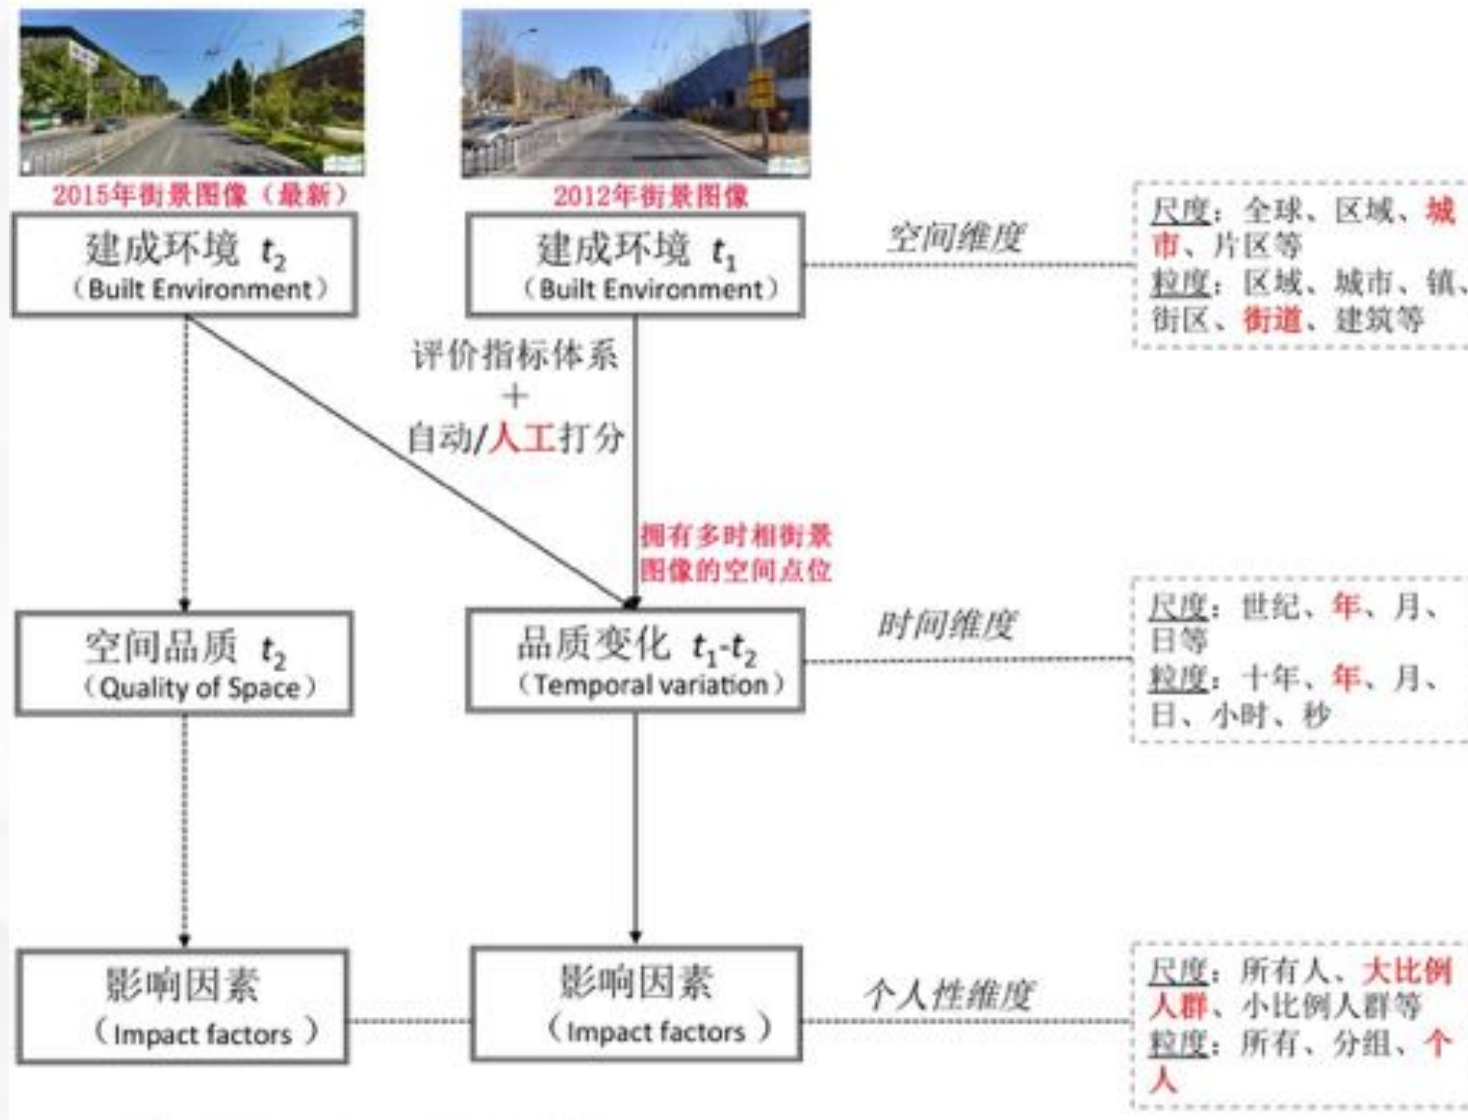 2015年街景图像（最新）
2012年街景图像
建成环境 t2
（Built Environment）
建成环境 t1
（Built Environment）
空间维度
尺度：全球、区域、城
市、片区等
粒度：区域、城市、镇、
街区、街道、建筑等
评价指标体系
+
自动/人工打分
拥有多时相街景
图像的空间点位
空间品质 t2
（Quality of Space）
品质变化 t1-t2
（Temporal variation）
时间维度
尺度：世纪、年、月、
日等
粒度：十年、年、月、
日、小时、秒
影响因素
（Impact factors ）
影响因素
（Impact factors ）
个人性维度
尺度：所有人、大比例
人群、小比例人群等
粒度：所有、分组、个
人